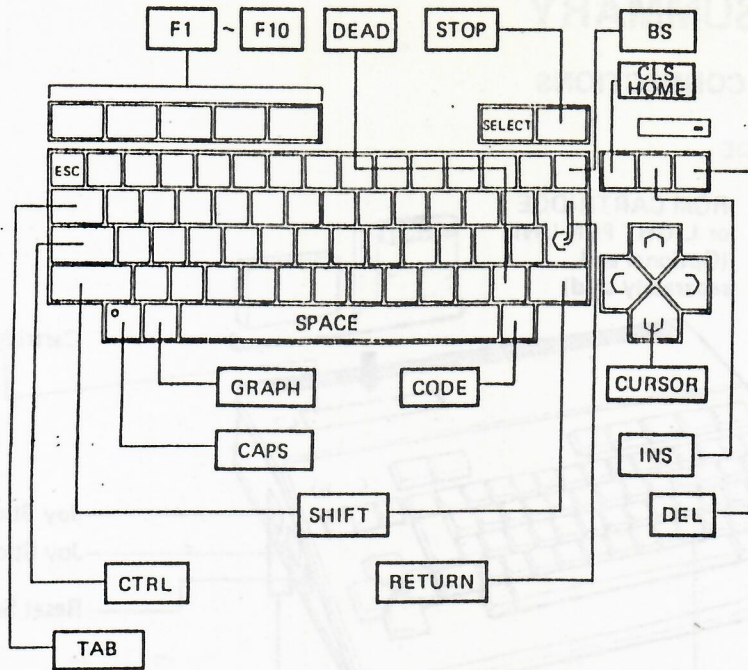 F1 ~ F10
DEAD
STOP
BS
CLS
HOME
SELECT
ESC
SPACE
GRAPH
CODE
CURSOR
CAPS
INS
SHIFT
DEL
CTRL
RETURN
TAB